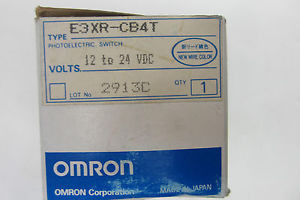 E3XR-CB4T
TYPE
PHOTOELECTRIC SWITCH
VOLTS. 12 to 24 VDC
NEW WIRE COLOR
LOT No 2913C QTY 1
OMRON
OMRON Corporation MADE IN JAPAN